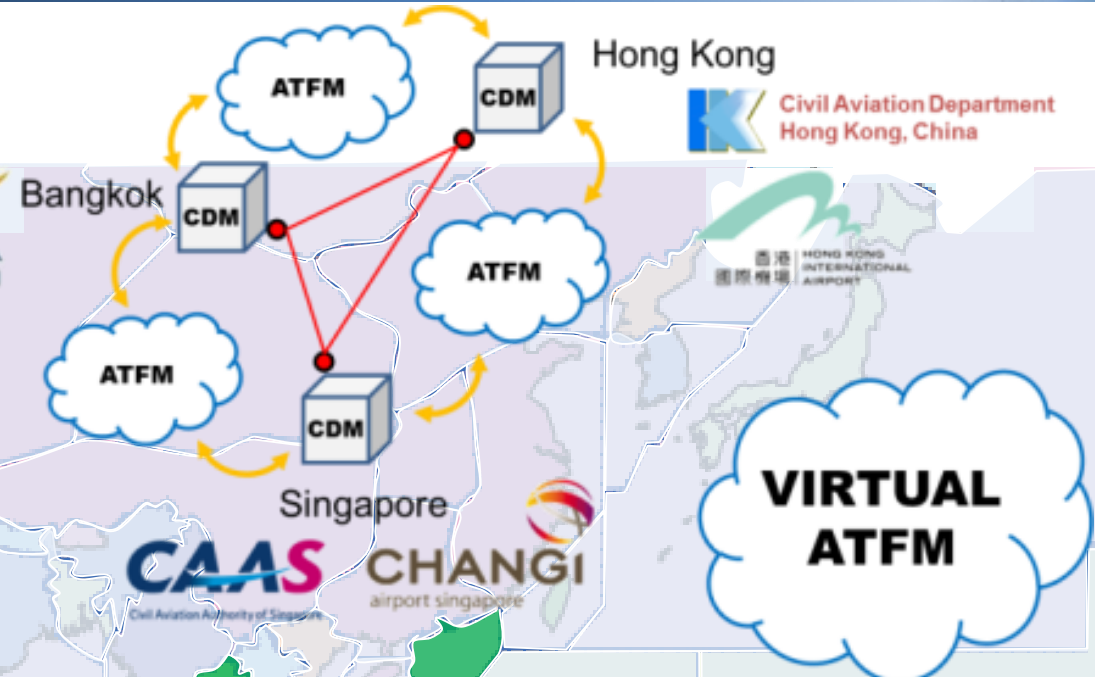 ATFM
Hong Kong
CDM
Civil Aviation Department
Hong Kong, China
Bangkok
CDM
ATFM
香港
國際機場
HONG KONG
INTERNATIONAL
AIRPORT
ATFM
CDM
Singapore
VIRTUAL
ATFM
CAAS
Civil Aviation Authority of Singapore
CHANGI
airport singapore